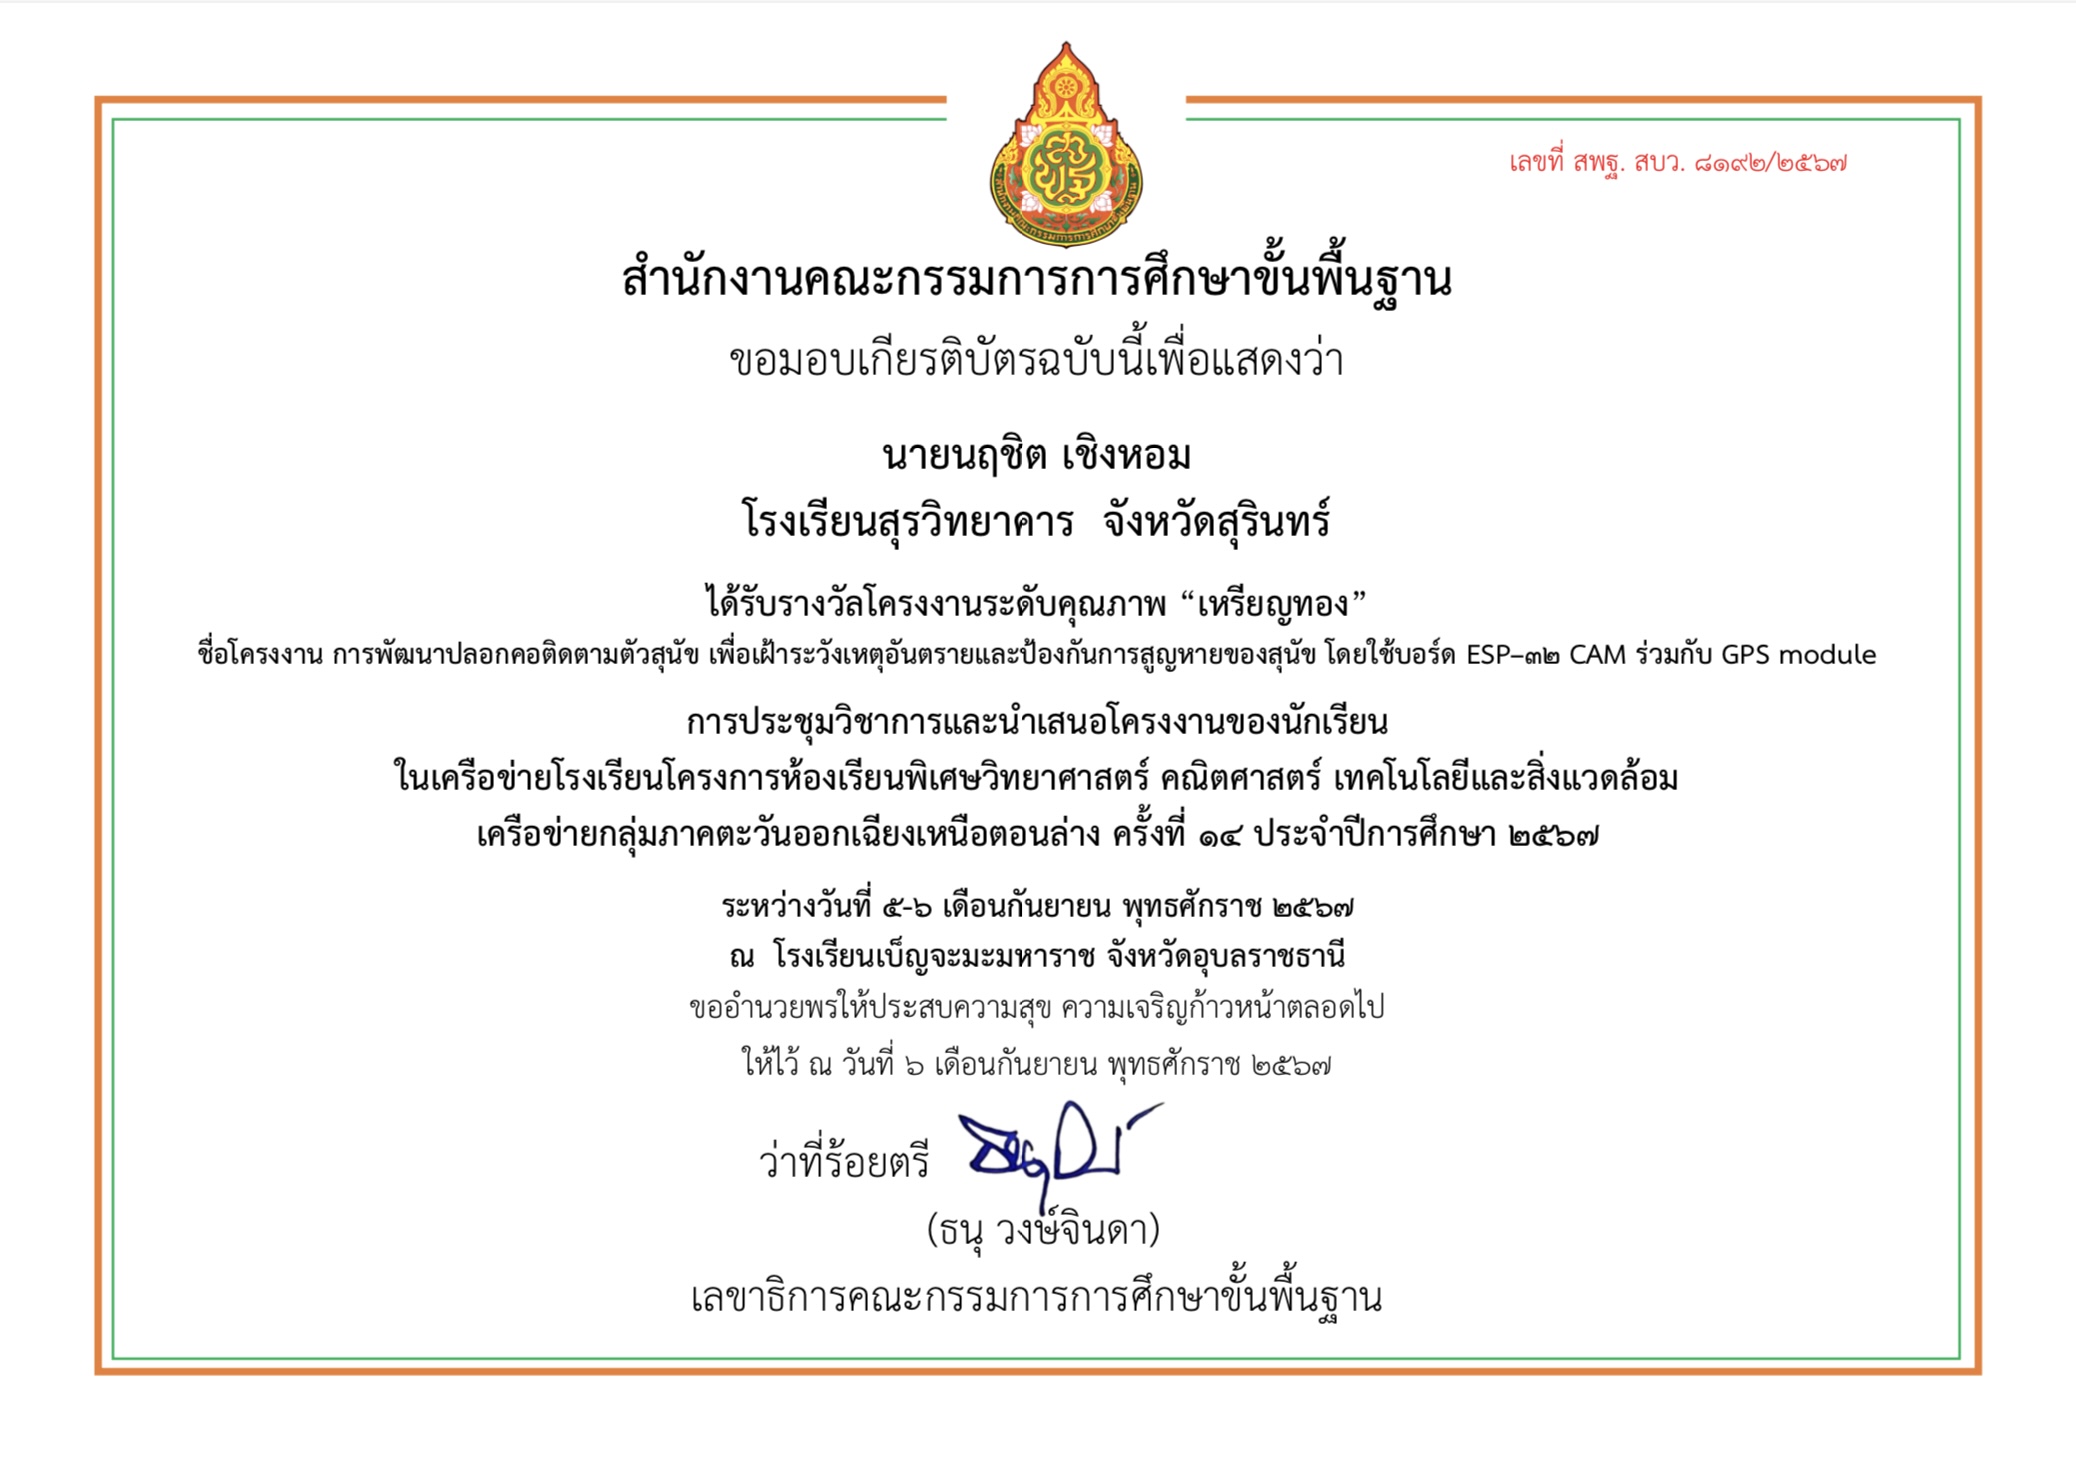 เลขที่ สพฐ. สบว. ๘๑๙๒/๒๕๖๗
สำนักงานคณะกรรมการการศึกษาขั้นพื้นฐาน
ขอมอบเกียรติบัตรฉบับนี้เพื่อแสดงว่า
นายนฤชิต เชิงหอม
โรงเรียนสุรวิทยาคาร จังหวัดสุรินทร์
ได้รับรางวัลโครงงานระดับคุณภาพ “เหรียญทอง”
ชื่อโครงงาน การพัฒนาปลอกคอติดตามตัวสุนัข เพื่อเฝ้าระวังเหตุอันตรายและป้องกันการสูญหายของสุนัข โดยใช้บอร์ด ESP–๓๒ CAM ร่วมกับ GPS module
การประชุมวิชาการและนำเสนอโครงงานของนักเรียน
ในเครือข่ายโรงเรียนโครงการห้องเรียนพิเศษวิทยาศาสตร์ คณิตศาสตร์ เทคโนโลยีและสิ่งแวดล้อม
เครือข่ายกลุ่มภาคตะวันออกเฉียงเหนือตอนล่าง ครั้งที่ ๑๔ ประจำปีการศึกษา ๒๕๖๗
ระหว่างวันที่ ๕-๖ เดือนกันยายน พุทธศักราช ๒๕๖๗
ณ โรงเรียนเบ็ญจะมะมหาราช จังหวัดอุบลราชธานี
ขออำนวยพรให้ประสบความสุข ความเจริญก้าวหน้าตลอดไป
ให้ไว้ ณ วันที่ ๖ เดือนกันยายน พุทธศักราช ๒๕๖๗
ว่าที่ร้อยตรี
(ธนุ วงษ์จินดา)
เลขาธิการคณะกรรมการการศึกษาขั้นพื้นฐาน